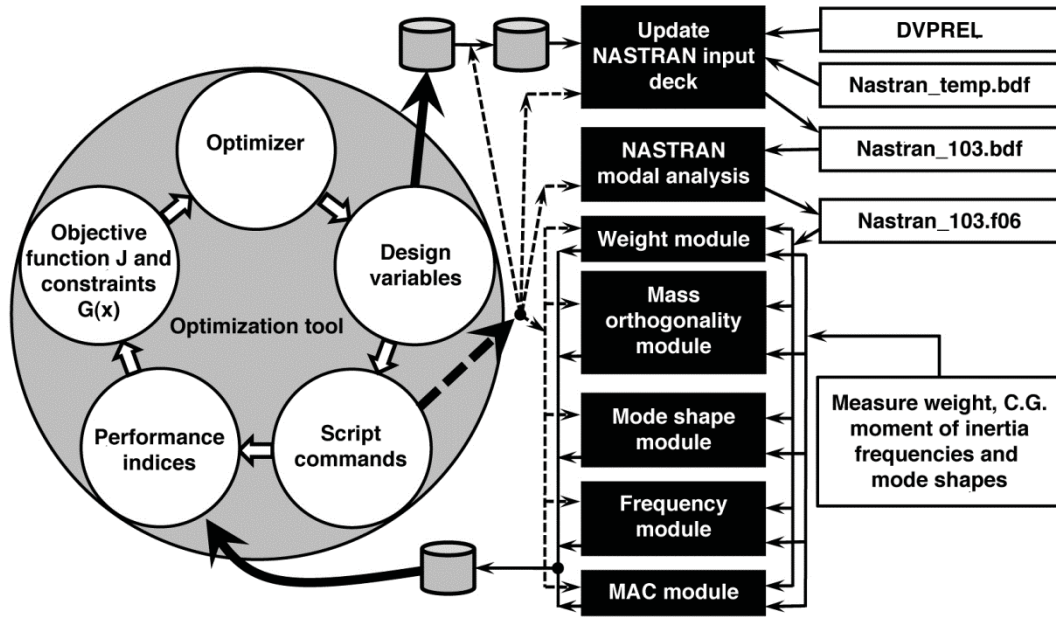 Optimizer
Design
variables
Script
commands
Performance
indices
Objective
function J and
constraints
G(x)
Optimization tool
Update
NASTRAN input
deck
NASTRAN
modal analysis
Weight module
Mass
orthogonality
module
Mode shape
module
Frequency
module
MAC module
DVPREL
Nastran_temp.bdf
Nastran_103.bdf
Nastran_103.f06
Measure weight, C.G.
moment of inertia
frequencies and
mode shapes